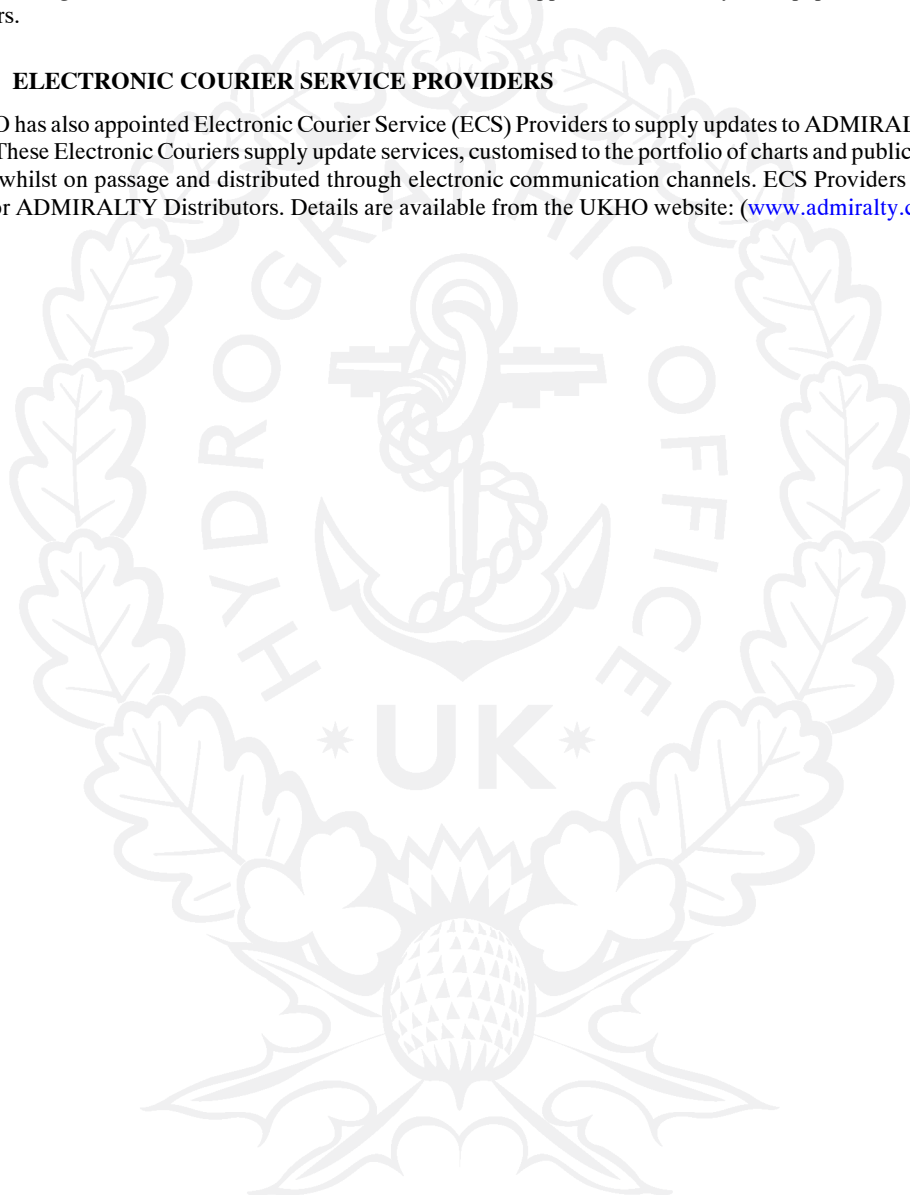 rs.
ELECTRONIC COURIER SERVICE PROVIDERS
O has also appointed Electronic Courier Service (ECS) Providers to supply updates to ADMIRAL
These Electronic Couriers supply update services, customised to the portfolio of charts and public
whilst on passage and distributed through electronic communication channels. ECS Providers
or ADMIRALTY Distributors. Details are available from the UKHO website: (www.admiralty.c
HYDROGRAPHIC OFFICE
UK